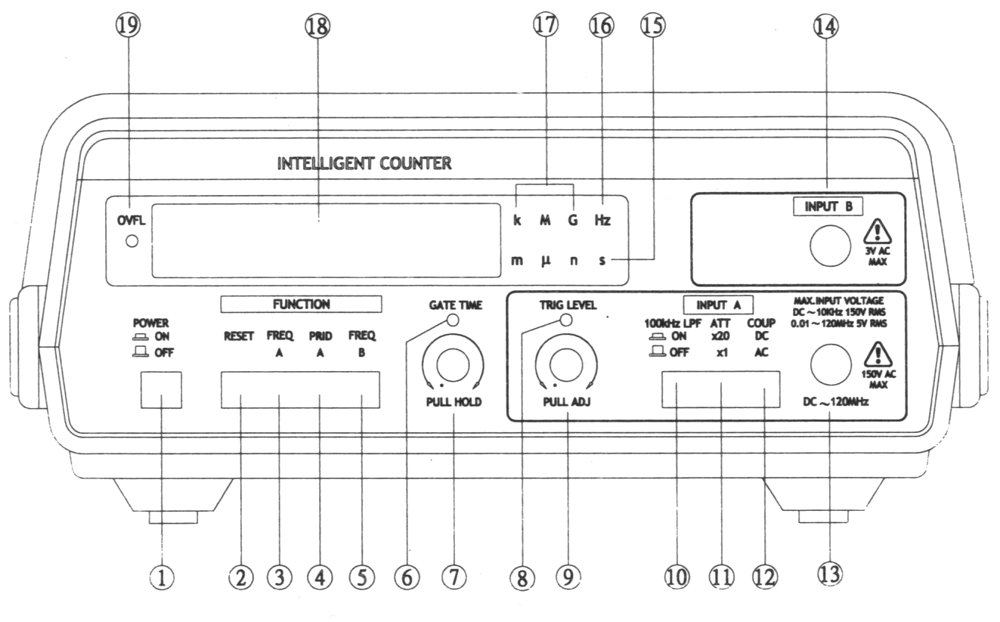 ⑲ ⑱ ⑰ ⑯ ⑮ ⑭
INTELLIGENT COUNTER
OVFL
k M G Hz
m µ n s
INPUT B
3V AC
MAX
FUNCTION
GATE TIME
TRIG LEVEL
INPUT A
MAX.INPUT VOLTAGE
DC ~10KHz 150V RMS
0.01 ~120MHz 5V RMS
POWER
ON
OFF
RESET FREQ PRID FREQ
A A B
PULL HOLD
PULL ADJ
100kHz LPF ATT COUP
ON x20 DC
OFF x1 AC
150V AC
MAX
DC ~120MHz
① ② ③ ④ ⑤ ⑥ ⑦ ⑧ ⑨ ⑩ ⑪ ⑫ ⑬